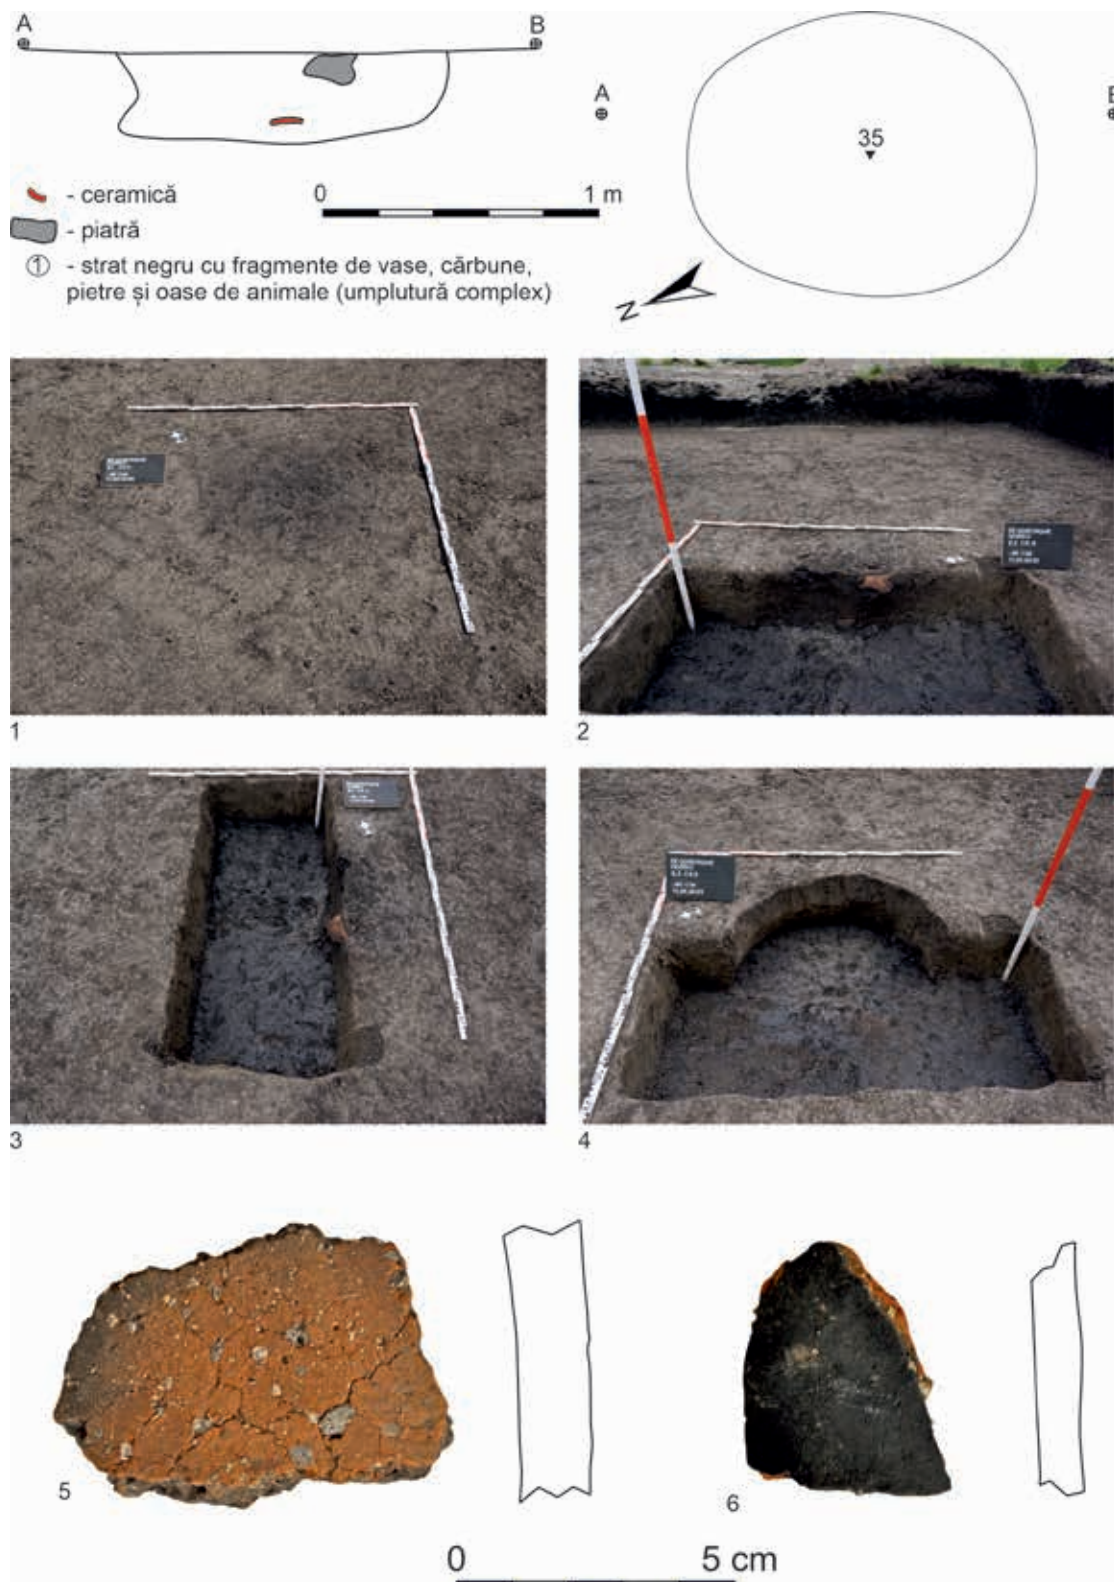 A
B
A
B
35
0 1 m
- ceramică
- piatră
1 - strat negru cu fragmente de vase, cărbune,
pietre și oase de animale (umplutură complex)
N
1
2
3
4
5
6
0 5 cm